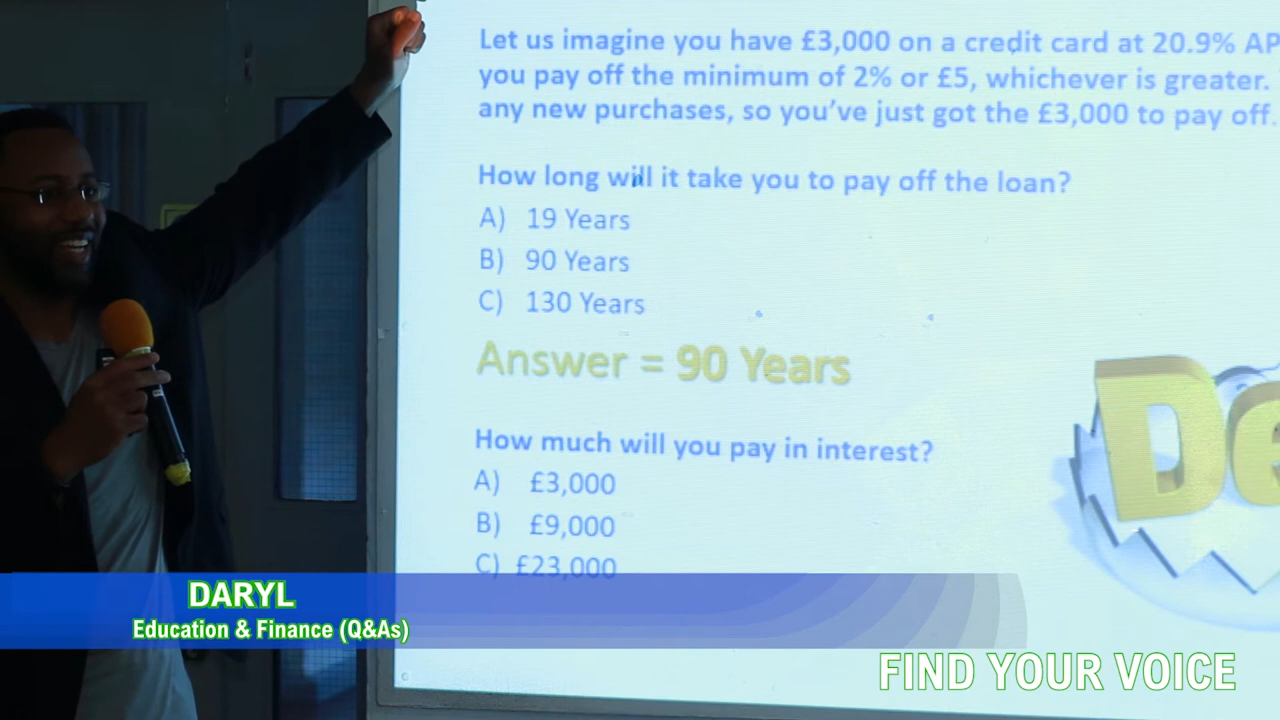 Let us imagine you have £3,000 on a credit card at 20.9% AP
you pay off the minimum of 2% or £5, whichever is greater.
any new purchases, so you've just got the £3,000 to pay off.
How long will it take you to pay off the loan?
A) 19 Years
B) 90 Years
C) 130 Years
Answer = 90 Years
How much will you pay in interest?
A) £3,000
B) £9,000
C) £23,000
De
DARYL
Education & Finance (Q&As)
FIND YOUR VOICE